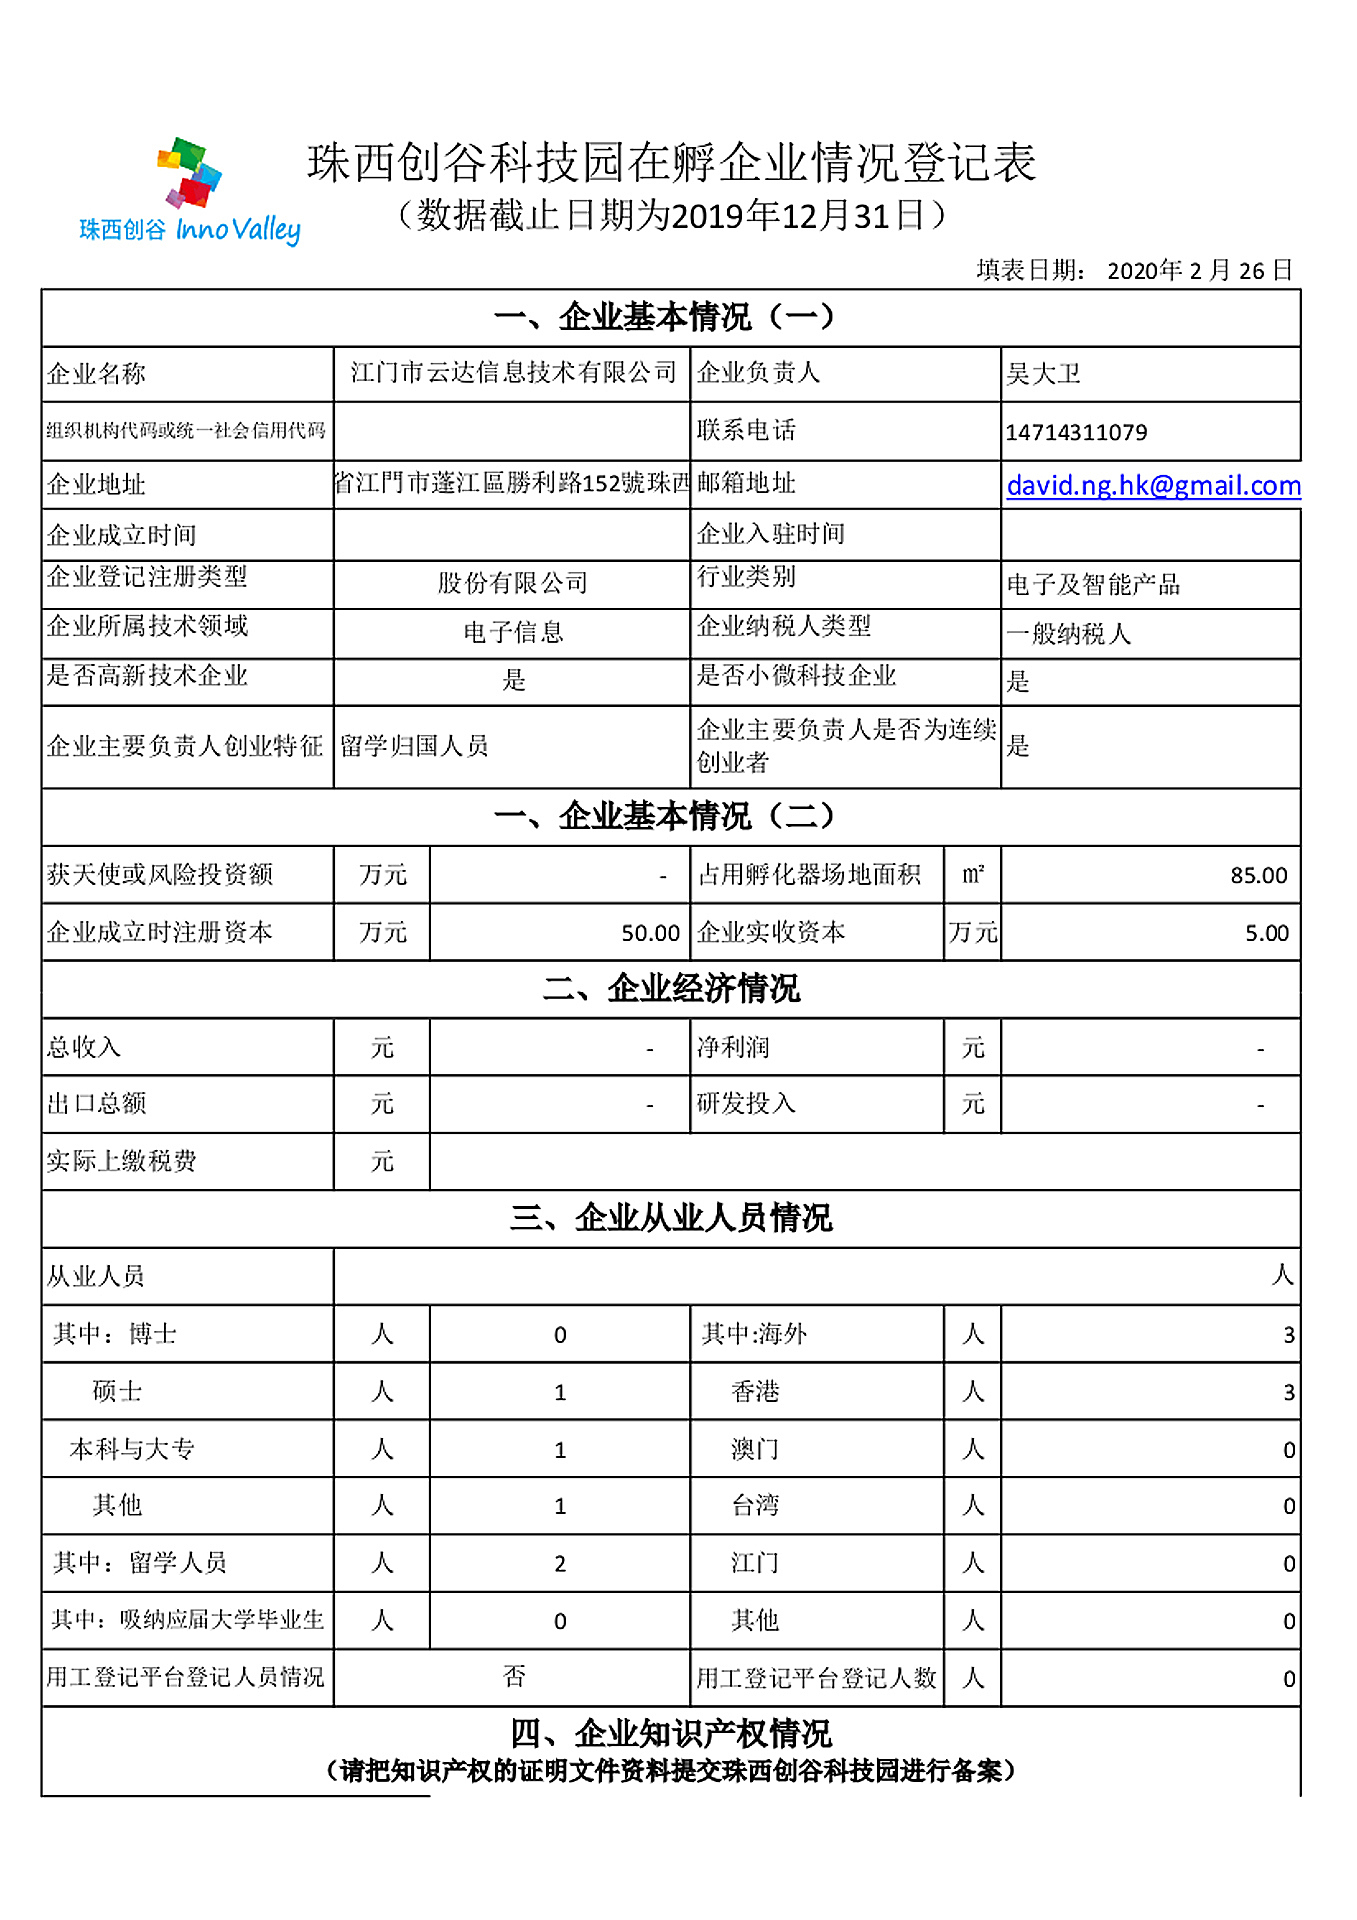 珠西创谷 Inno Valley
珠西创谷科技园在孵企业情况登记表
（数据截止日期为2019年12月31日）
填表日期： 2020年 2 月 26 日
一、企业基本情况（一）
企业名称 江门市云达信息技术有限公司 企业负责人 吴大卫
组织机构代码或统一社会信用代码 联系电话 14714311079
企业地址 省江門市蓬江區勝利路152號珠西 邮箱地址 david.ng.hk@gmail.com
企业成立时间 企业入驻时间
企业登记注册类型 股份有限公司 行业类别 电子及智能产品
企业所属技术领域 电子信息 企业纳税人类型 一般纳税人
是否高新技术企业 是 是否小微科技企业 是
企业主要负责人创业特征 留学归国人员 企业主要负责人是否为连续
创业者 是
一、企业基本情况（二）
获天使或风险投资额 万元 - 占用孵化器场地面积 ㎡ 85.00
企业成立时注册资本 万元 50.00 企业实收资本 万元 5.00
二、企业经济情况
总收入 元 - 净利润 元 -
出口总额 元 - 研发投入 元 -
实际上缴税费 元
三、企业从业人员情况
从业人员 人
其中：博士 人 0 其中:海外 人 3
硕士 人 1 香港 人 3
本科与大专 人 1 澳门 人 0
其他 人 1 台湾 人 0
其中：留学人员 人 2 江门 人 0
其中：吸纳应届大学毕业生 人 0 其他 人 0
用工登记平台登记人员情况 否 用工登记平台登记人数 人 0
四、企业知识产权情况
（请把知识产权的证明文件资料提交珠西创谷科技园进行备案）